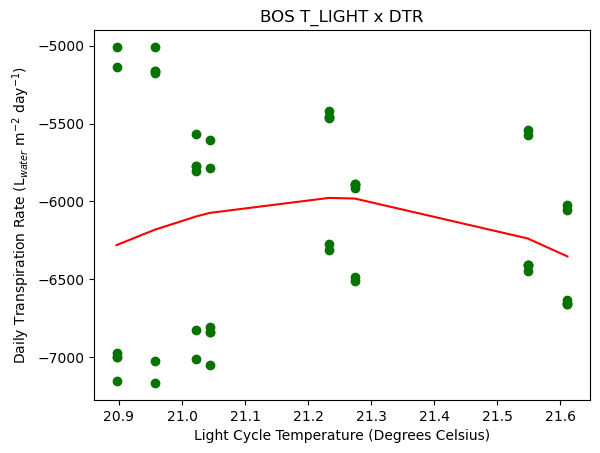 BOS T_LIGHT x DTR
Daily Transpiration Rate (L$_{water}$ m$^{-2}$ day$^{-1}$)
−5000
−5500
−6000
−6500
−7000
20.9 21.0 21.1 21.2 21.3 21.4 21.5 21.6
Light Cycle Temperature (Degrees Celsius)